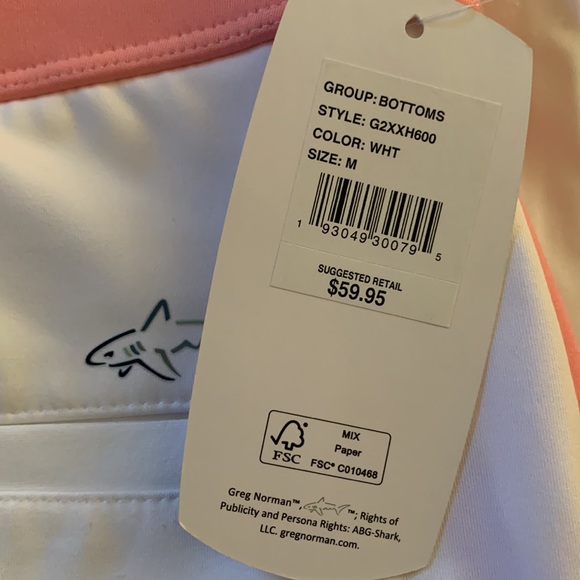 GROUP: BOTTOMS
STYLE: G2XXH600
COLOR: WHT
SIZE: M
1 93049 30079 5
SUGGESTED RETAIL
$59.95
FSC
MIX
Paper
FSC® C010468
Greg Norman™, ™; Rights of
Publicity and Persona Rights: ABG-Shark,
LLC. gregnorman.com.